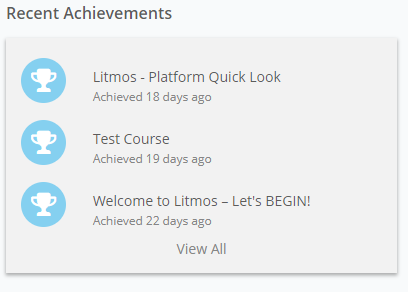 Recent Achievements
Litmos - Platform Quick Look
Achieved 18 days ago
Test Course
Achieved 19 days ago
Welcome to Litmos – Let's BEGIN!
Achieved 22 days ago
View All